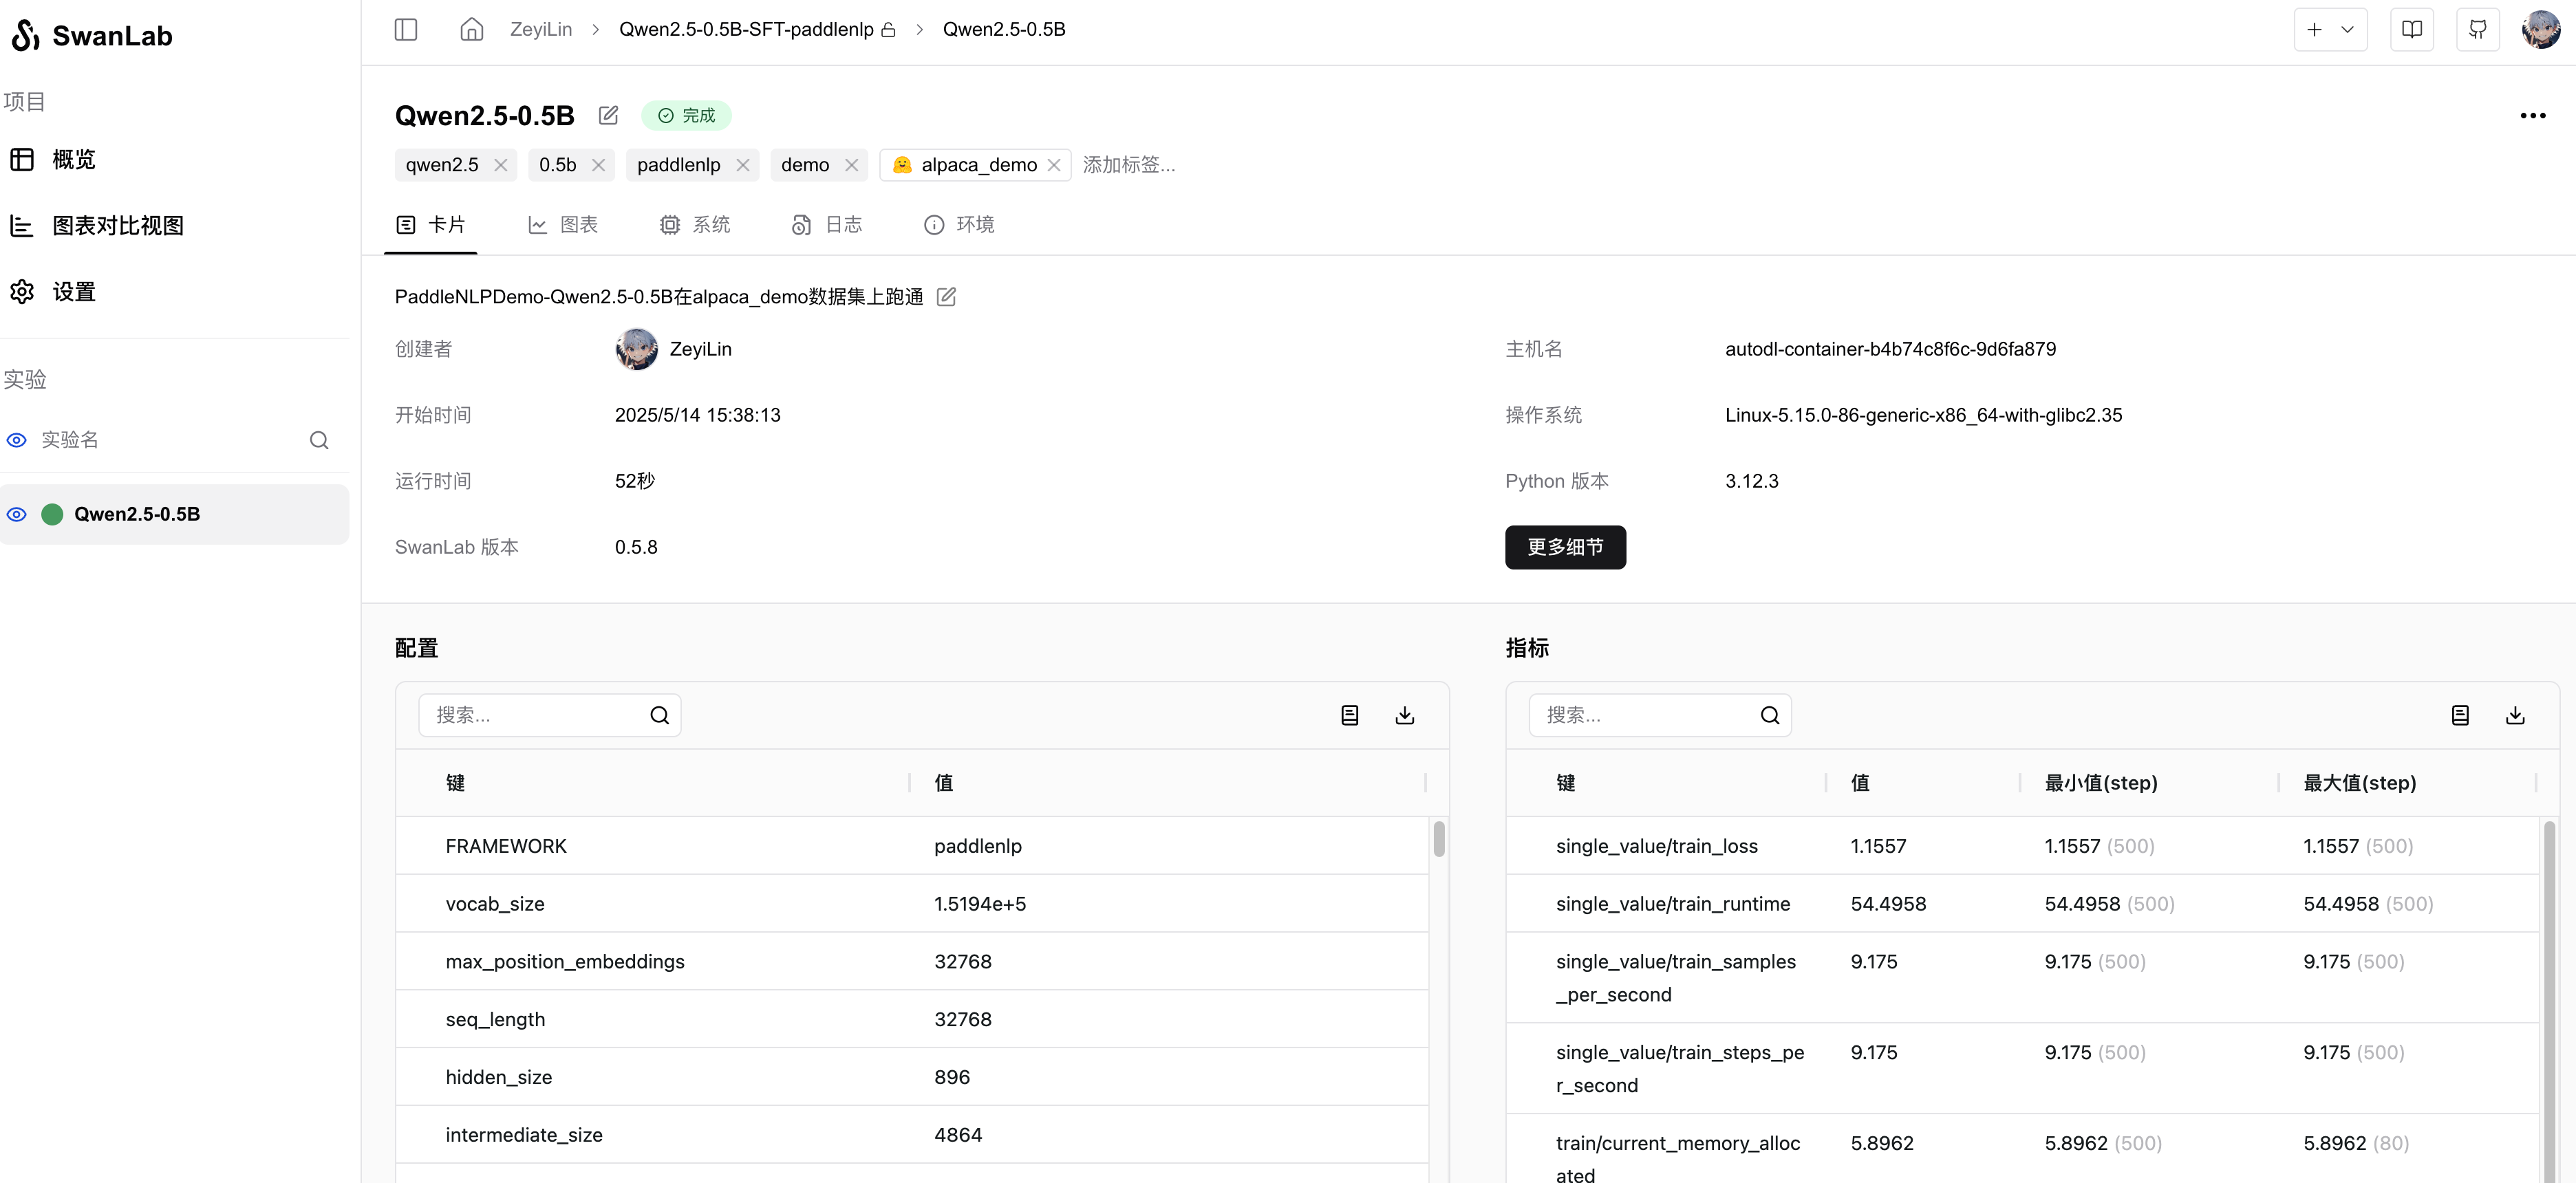 SwanLab
项目
概览
图表对比视图
设置
实验
实验名
Qwen2.5-0.5B
ZeyiLin > Qwen2.5-0.5B-SFT-paddlenlp > Qwen2.5-0.5B
Qwen2.5-0.5B 完成
qwen2.5 0.5b paddlenlp demo alpaca_demo 添加标签...
卡片 图表 系统 日志 环境
PaddleNLPDemo-Qwen2.5-0.5B在alpaca_demo数据集上跑通
创建者 ZeyiLin
主机名 autodl-container-b4b74c8f6c-9d6fa879
开始时间 2025/5/14 15:38:13
操作系统 Linux-5.15.0-86-generic-x86_64-with-glibc2.35
运行时间 52秒
Python 版本 3.12.3
SwanLab 版本 0.5.8
更多细节
配置
搜索...
键 值
FRAMEWORK paddlenlp
vocab_size 1.5194e+5
max_position_embeddings 32768
seq_length 32768
hidden_size 896
intermediate_size 4864
指标
搜索...
键 值 最小值(step) 最大值(step)
single_value/train_loss 1.1557 1.1557 (500) 1.1557 (500)
single_value/train_runtime 54.4958 54.4958 (500) 54.4958 (500)
single_value/train_samples 9.175 9.175 (500) 9.175 (500)
_per_second
single_value/train_steps_pe 9.175 9.175 (500) 9.175 (500)
r_second
train/current_memory_alloc 5.8962 5.8962 (500) 5.8962 (80)
ated